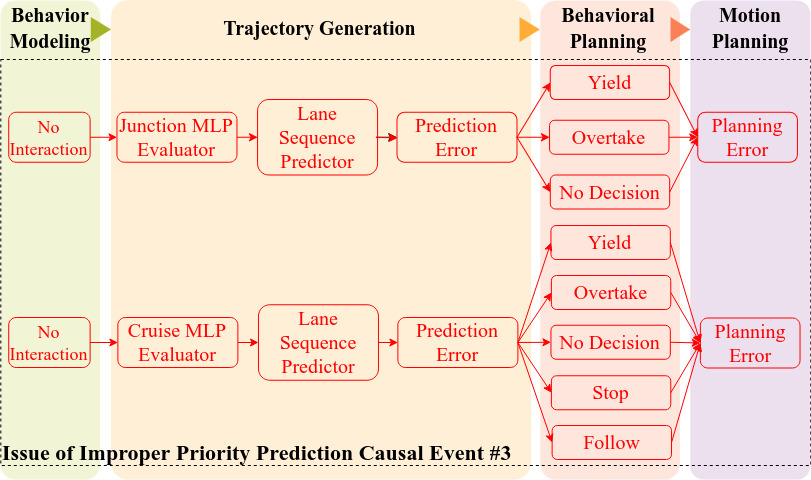 Behavior
Modeling
Trajectory Generation
Behavioral
Planning
Motion
Planning
No
Interaction
Junction MLP
Evaluator
Lane
Sequence
Predictor
Prediction
Error
Yield
Overtake
No Decision
Planning
Error
No
Interaction
Cruise MLP
Evaluator
Lane
Sequence
Predictor
Prediction
Error
Yield
Overtake
No Decision
Stop
Follow
Planning
Error
Issue of Improper Priority Prediction Causal Event #3